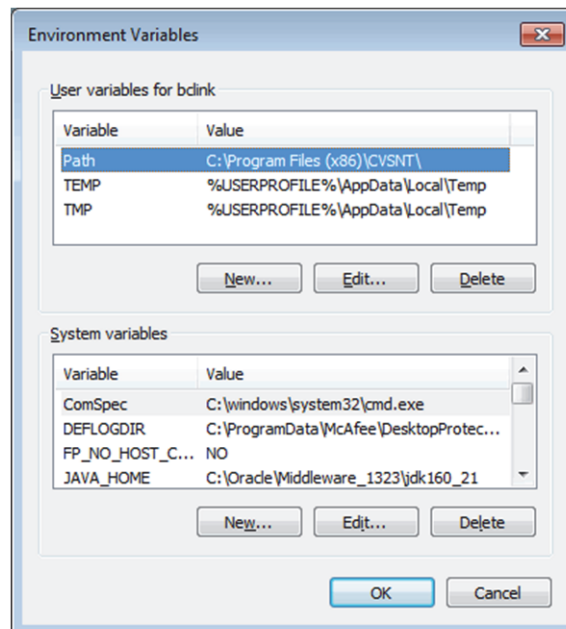 Environment Variables
User variables for bclink
Variable Value
Path C:\Program Files (x86)\CVSNT\
TEMP %USERPROFILE%\AppData\Local\Temp
TMP %USERPROFILE%\AppData\Local\Temp
New... Edit... Delete
System variables
Variable Value
ComSpec C:\windows\system32\cmd.exe
DEFLOGDIR C:\ProgramData\McAfee\DesktopProtec...
FP_NO_HOST_C... NO
JAVA_HOME C:\Oracle\Middleware_1323\jdk160_21
New... Edit... Delete
OK Cancel